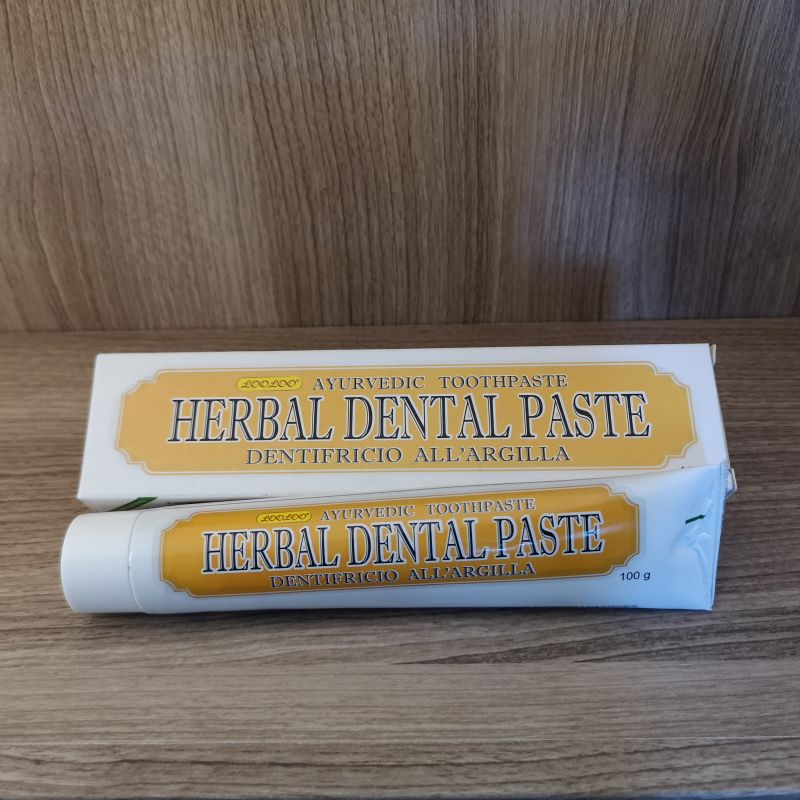 LOOLOO® AYURVEDIC TOOTHPASTE
HERBAL DENTAL PASTE
DENTIFRICIO ALL'ARGILLA
LOOLOO® AYURVEDIC TOOTHPASTE
HERBAL DENTAL PASTE
DENTIFRICIO ALL'ARGILLA
100 g